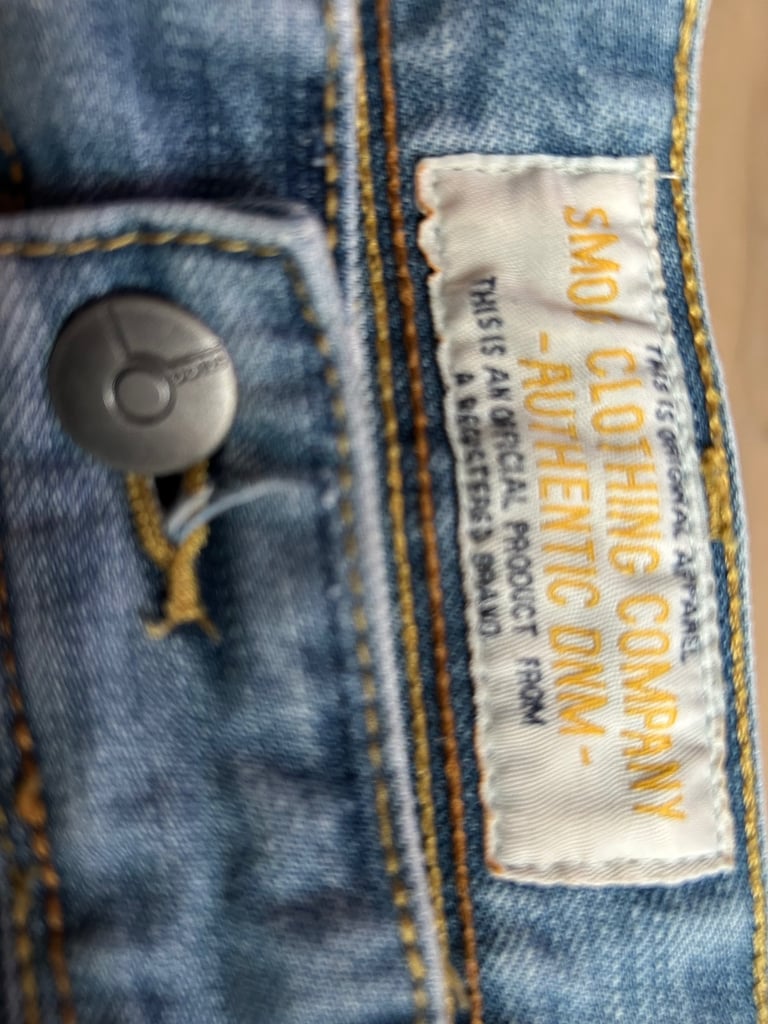 THIS IS ORIGINAL APPAREL
CLOTHING COMPANY
-AUTHENTIC DNM-
THIS IS AN OFFICIAL PRODUCT FROM
A REGISTERED BRAND